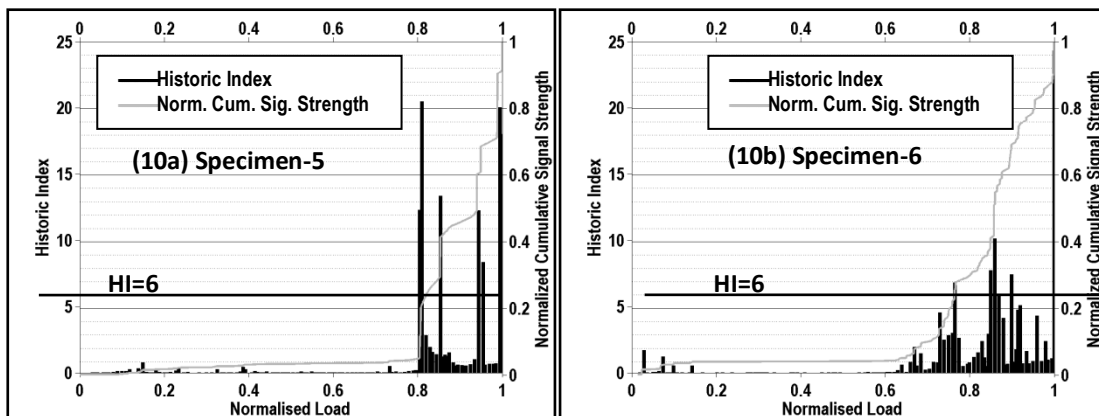 0 0.2 0.4 0.6 0.8 1
25 1
Historic Index
Norm. Cum. Sig. Strength
20 0.8
(10a) Specimen-5
15 0.6
10 0.4
HI=6
5 0.2
0 0
0 0.2 0.4 0.6 0.8 1
Normalised Load
Historic Index
Normalized Cumulative Signal Strength
0 0.2 0.4 0.6 0.8 1
25 1
Historic Index
Norm. Cum. Sig. Strength
20 0.8
(10b) Specimen-6
15 0.6
10 0.4
HI=6
5 0.2
0 0
0 0.2 0.4 0.6 0.8 1
Normalised Load
Historic Index
Normalized Cumulative Signal Strength